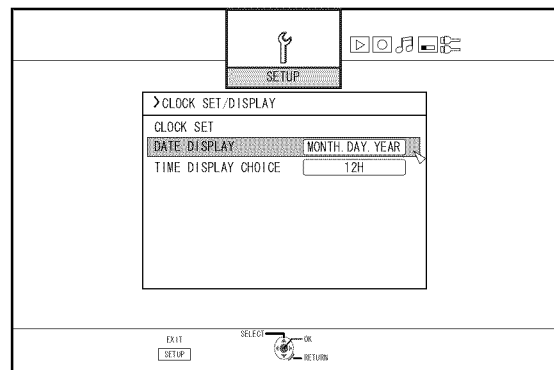 SETUP
>CLOCK SET/DISPLAY
CLOCK SET
DATE DISPLAY MONTH. DAY. YEAR
TIME DISPLAY CHOICE 12H
EXIT SELECT OK
SETUP RETURN